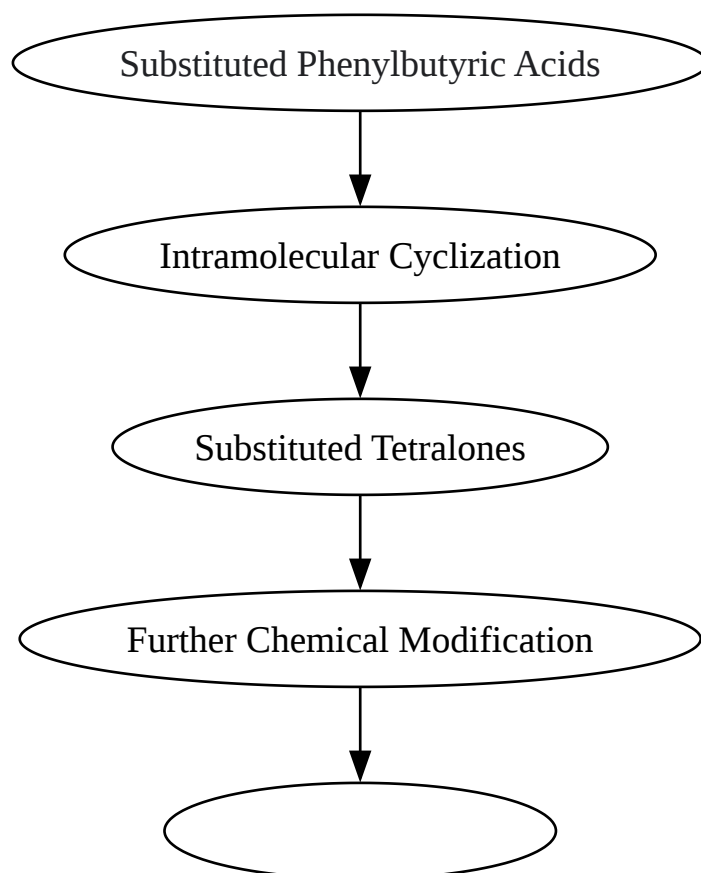 Substituted Phenylbutyric Acids
Intramolecular Cyclization
Substituted Tetralones
Further Chemical Modification